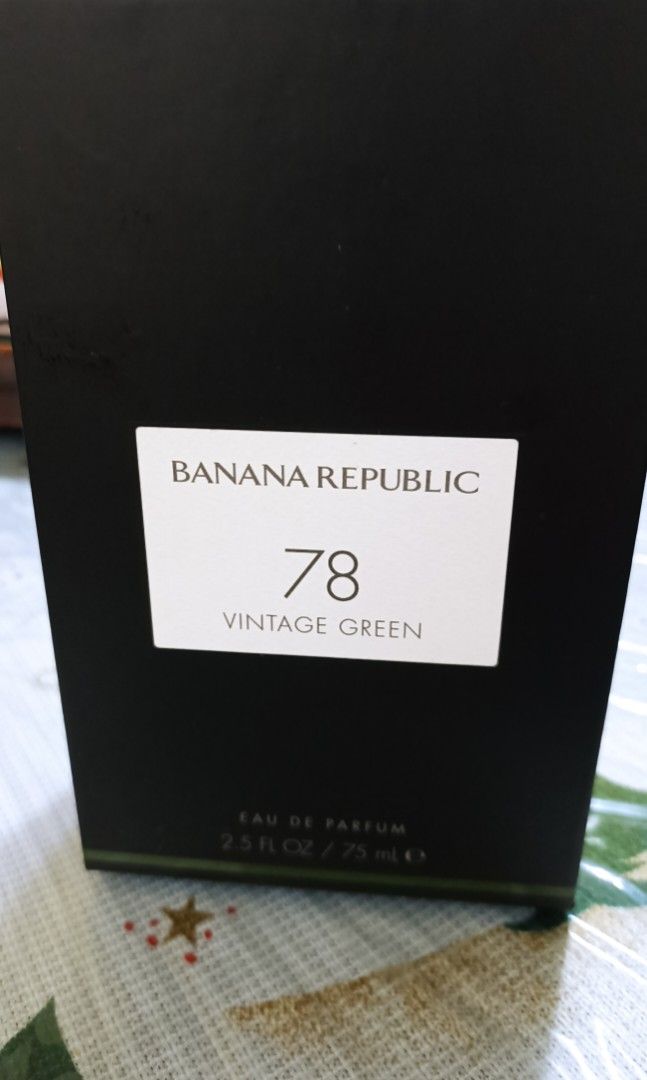 BANANA REPUBLIC
78
VINTAGE GREEN
EAU DE PARFUM
2.5 FL OZ / 75 mL ℮